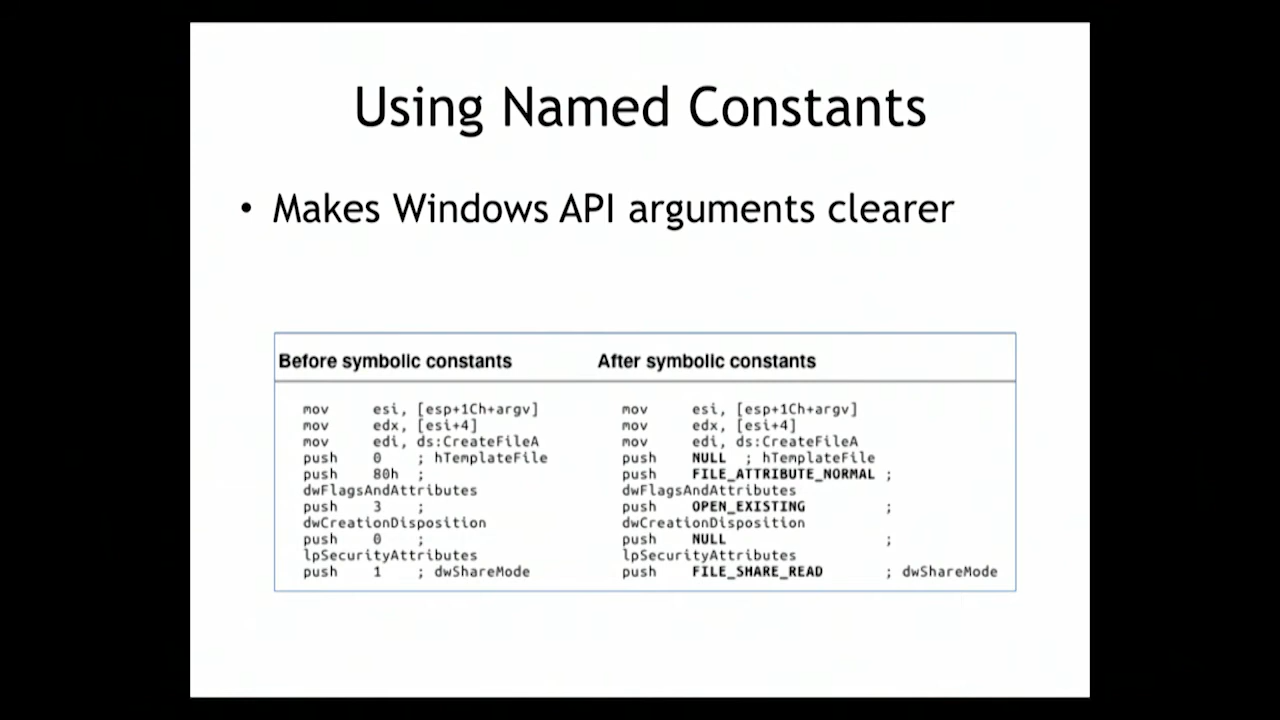 Using Named Constants
• Makes Windows API arguments clearer
Before symbolic constants After symbolic constants
mov esi, [esp+1Ch+argv] mov esi, [esp+1Ch+argv]
mov edx, [esi+4] mov edx, [esi+4]
mov edi, ds:CreateFileA mov edi, ds:CreateFileA
push 0 ; hTemplateFile push NULL ; hTemplateFile
push 80h ; push FILE_ATTRIBUTE_NORMAL ;
dwFlagsAndAttributes dwFlagsAndAttributes
push 3 ; push OPEN_EXISTING ;
dwCreationDisposition dwCreationDisposition
push 0 ; push NULL ;
lpSecurityAttributes lpSecurityAttributes
push 1 ; dwShareMode push FILE_SHARE_READ ; dwShareMode